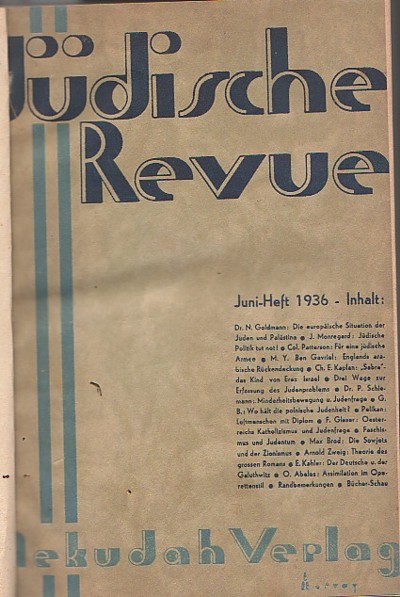 Jüdische
Revue
Juni-Heft 1936 - Inhalt:
Dr. N. Goldmann: Die europäische Situation der
Juden und Palästina ● J. Monregard: Jüdische
Politik tut not! ● Col. Patterson: Für eine jüdische
Armee ● M. Y. Ben Gavriel: Englands ara-
bische Rückendeckung ● Ch. E. Kaplan: „Sabre"-
das Kind von Erez Israel ● Drei Wege zur
Erfassung des Judenproblems ● Dr. P. Schle-
mann: Minderheitsbewegung u. Judenfrage ● G.
B.: Wo hält die polnische Judenheit? ● Pelikan:
Luftmenschen mit Diplom ● F. Glaser: Oester-
reichs Katholizismus und Judenfrage ● Faschis-
mus und Judentum ● Max Brod: Die Sowjets
und der Zionismus ● Arnold Zweig: Theorie des
grossen Romans ● E. Kahler: Der Deutsche u. der
Galuthwitz ● O. Abeles: Assimilation im Ope-
rettenstil ● Randbemerkungen ● Bücher-Schau
Nekudah Verlag